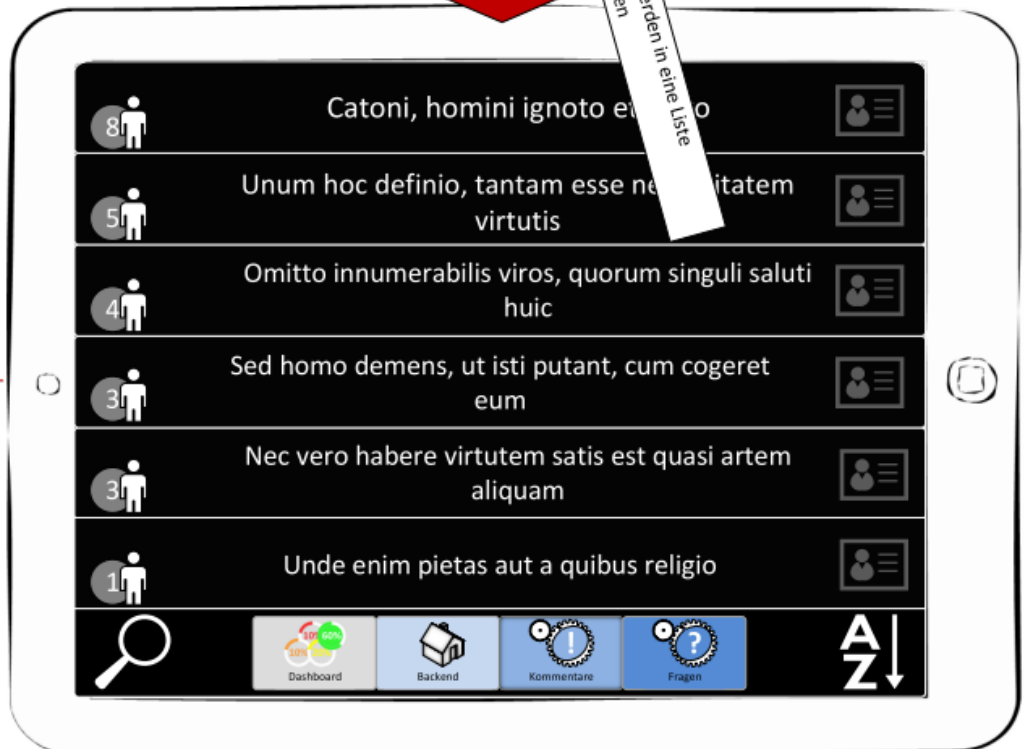 erden in eine Liste
en
8
Catoni, homini ignoto et o
5
Unum hoc definio, tantam esse ne itatem
virtutis
4
Omitto innumerabilis viros, quorum singuli saluti
huic
3
Sed homo demens, ut isti putant, cum cogeret
eum
3
Nec vero habere virtutem satis est quasi artem
aliquam
1
Unde enim pietas aut a quibus religio
10% 60%
10%
Dashboard
Backend
!
Kommentare
?
Fragen
A
Z